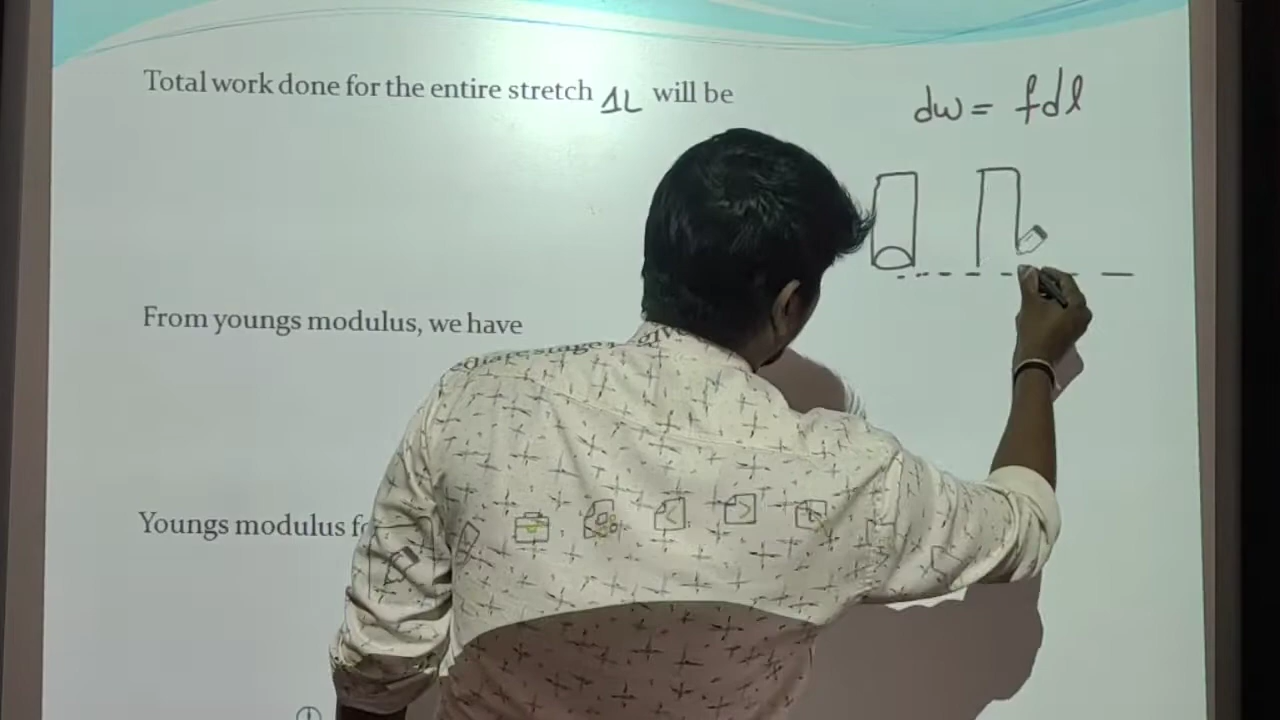 Total work done for the entire stretch ΔL will be
dw = fdl
From youngs modulus, we have
Youngs modulus